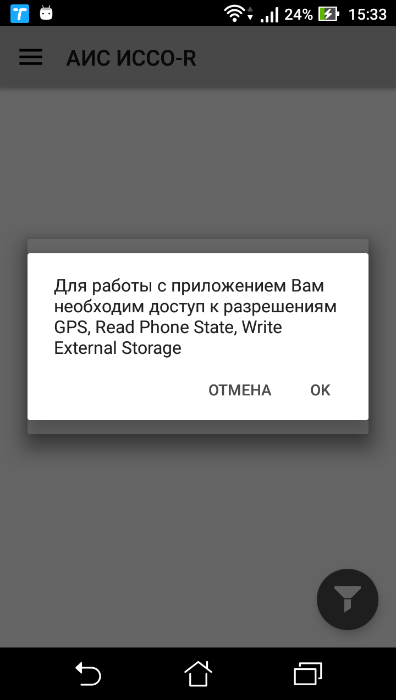 24% 15:33
АИС ИССО-R
Для работы с приложением Вам
необходим доступ к разрешениям
GPS, Read Phone State, Write
External Storage
ОТМЕНА OK